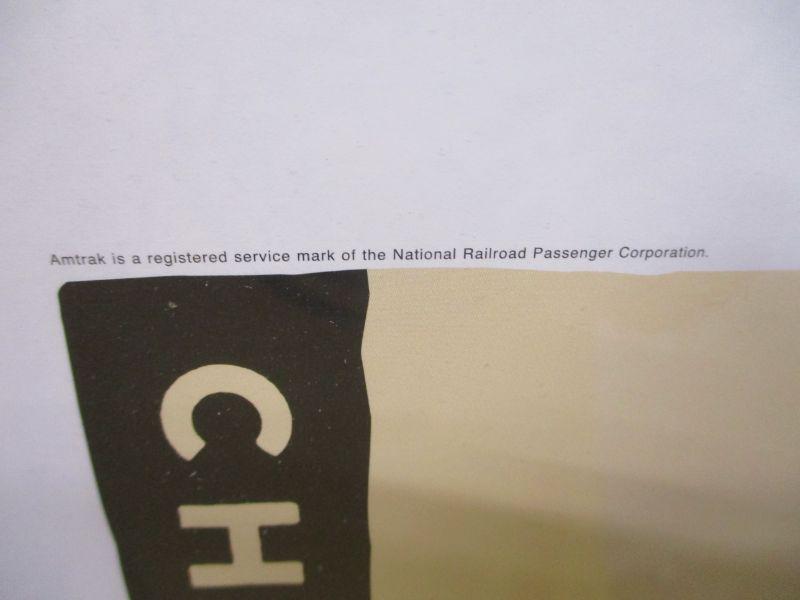 Amtrak is a registered service mark of the National Railroad Passenger Corporation.
CH